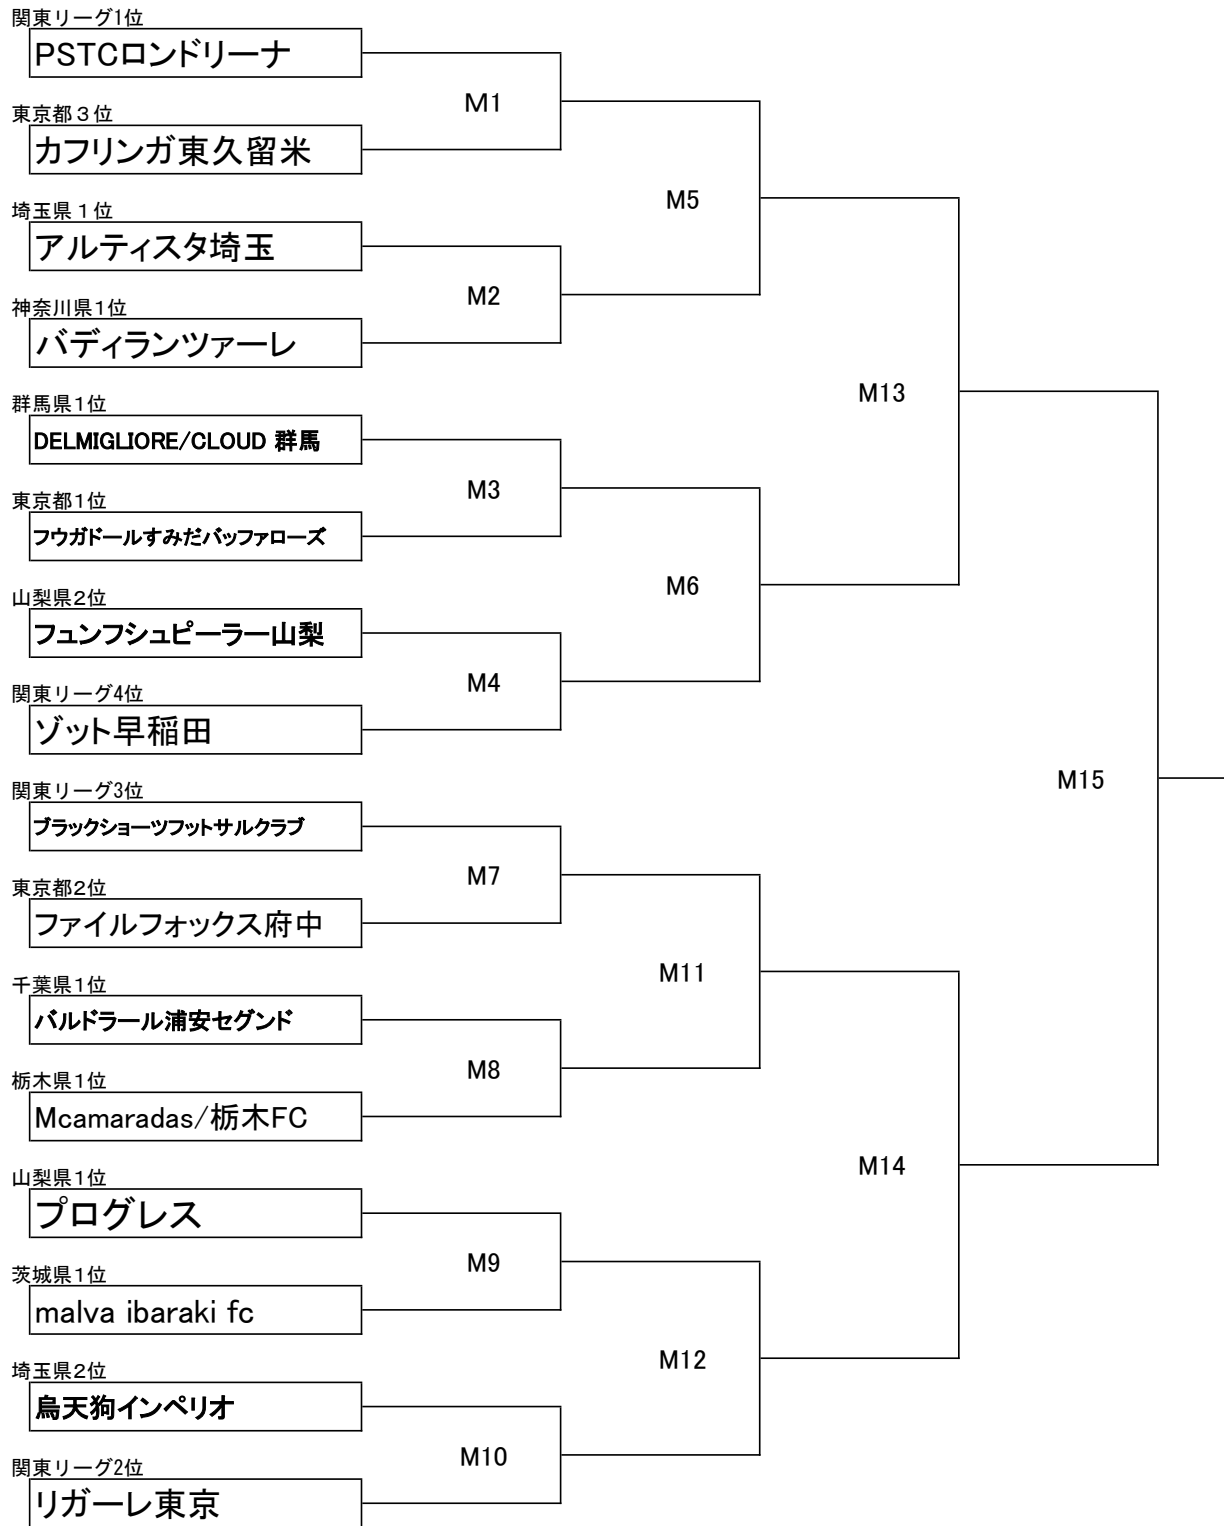 関東リーグ1位
PSTCロンドリーナ
M1
東京都３位
カフリンガ東久留米
M5
埼玉県１位
アルティスタ埼玉
M2
神奈川県1位
バディランツァーレ
M13
群馬県1位
DELMIGLIORE/CLOUD 群馬
M3
東京都1位
フウガドールすみだバッファローズ
M6
山梨県2位
フュンフシュピーラー山梨
M4
関東リーグ4位
ゾット早稲田
M15
関東リーグ3位
ブラックショーツフットサルクラブ
M7
東京都2位
ファイルフォックス府中
M11
千葉県1位
バルドラール浦安セグンド
M8
栃木県1位
Mcamaradas/栃木FC
M14
山梨県1位
プログレス
M9
茨城県1位
malva ibaraki fc
M12
埼玉県2位
烏天狗インペリオ
M10
関東リーグ2位
リガーレ東京